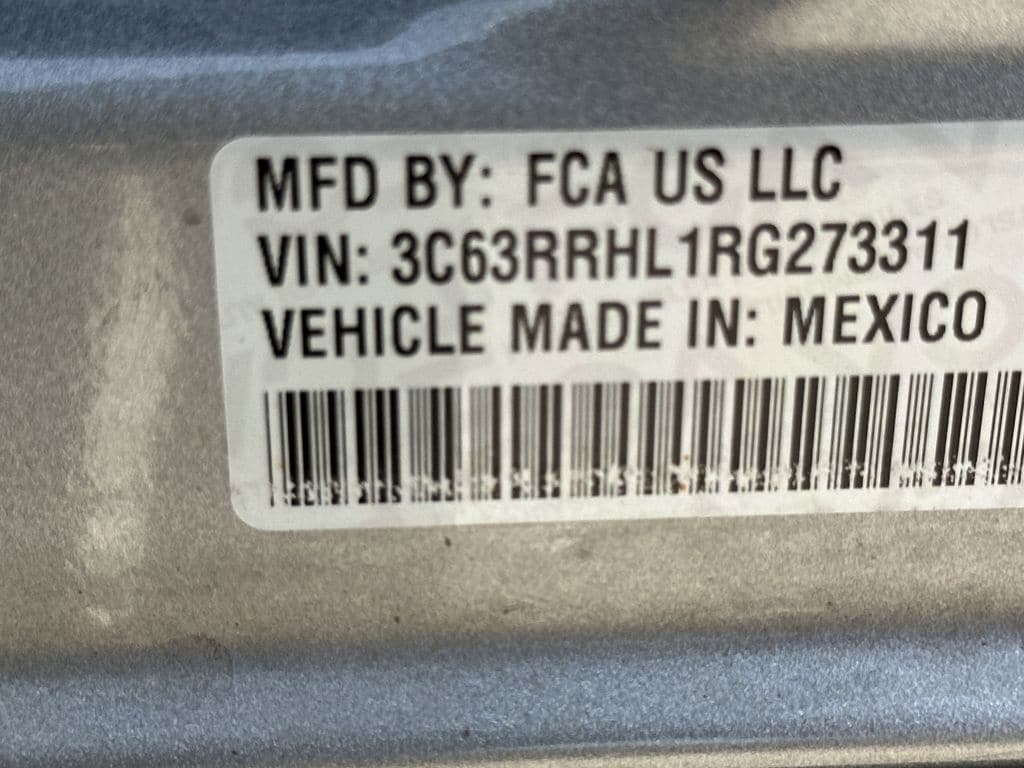 MFD BY: FCA US LLC
VIN: 3C63RRHL1RG273311
VEHICLE MADE IN: MEXICO